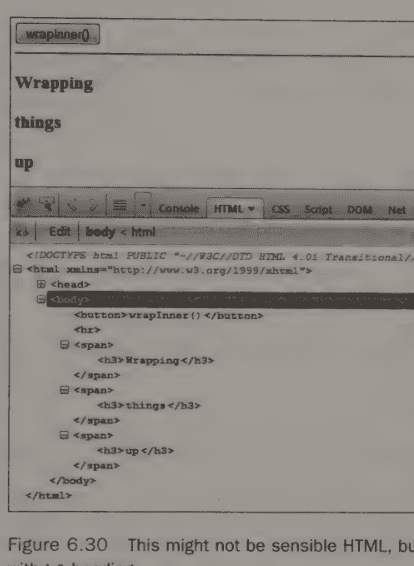 wrapInner()
Wrapping
things
up
Console HTML CSS Script DOM Net
Edit body < html
<!DOCTYPE html PUBLIC "-//W3C//DTD HTML 4.01 Transitional//
<html xmlns="http://www.w3.org/1999/xhtml">
<head>
<body>
<button>wrapInner()</button>
<hr>
<span>
<h3>Wrapping</h3>
</span>
<span>
<h3>things</h3>
</span>
<span>
<h3>up</h3>
</span>
</body>
</html>
Figure 6.30 This might not be sensible HTML, bu